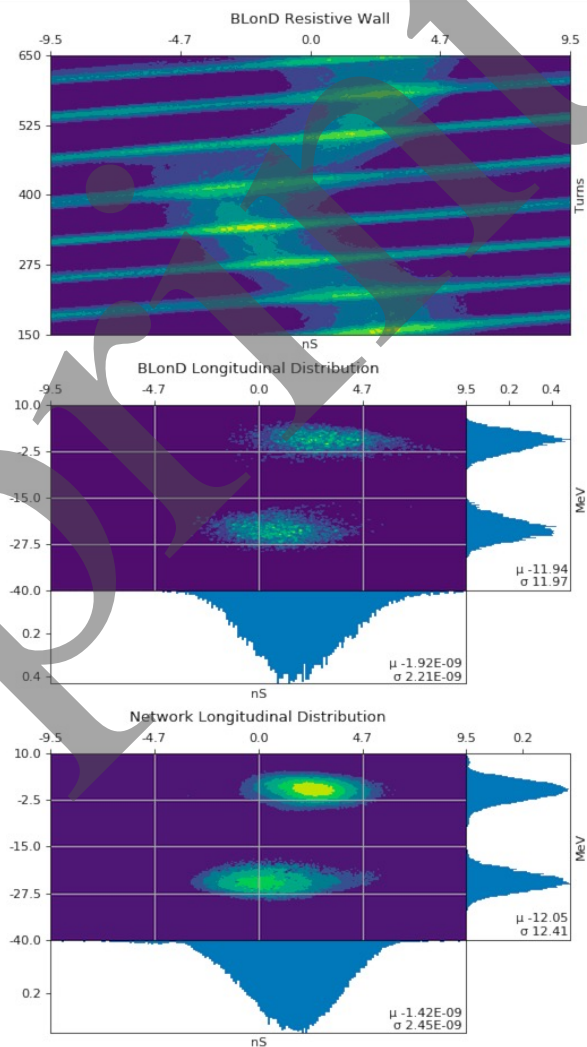 BLonD Resistive Wall
-9.5 -4.7 0.0 4.7 9.5
650
525
400
275
150
Turns
nS
BLonD Longitudinal Distribution
-9.5 -4.7 0.0 4.7 9.5 0.2 0.4
10.0
-2.5
-15.0
-27.5
-40.0
MeV
μ -11.94
σ 11.97
0.2
0.4
μ -1.92E-09
σ 2.21E-09
nS
Network Longitudinal Distribution
-9.5 -4.7 0.0 4.7 9.5 0.2
10.0
-2.5
-15.0
-27.5
-40.0
MeV
μ -12.05
σ 12.41
0.2
μ -1.42E-09
σ 2.45E-09
nS